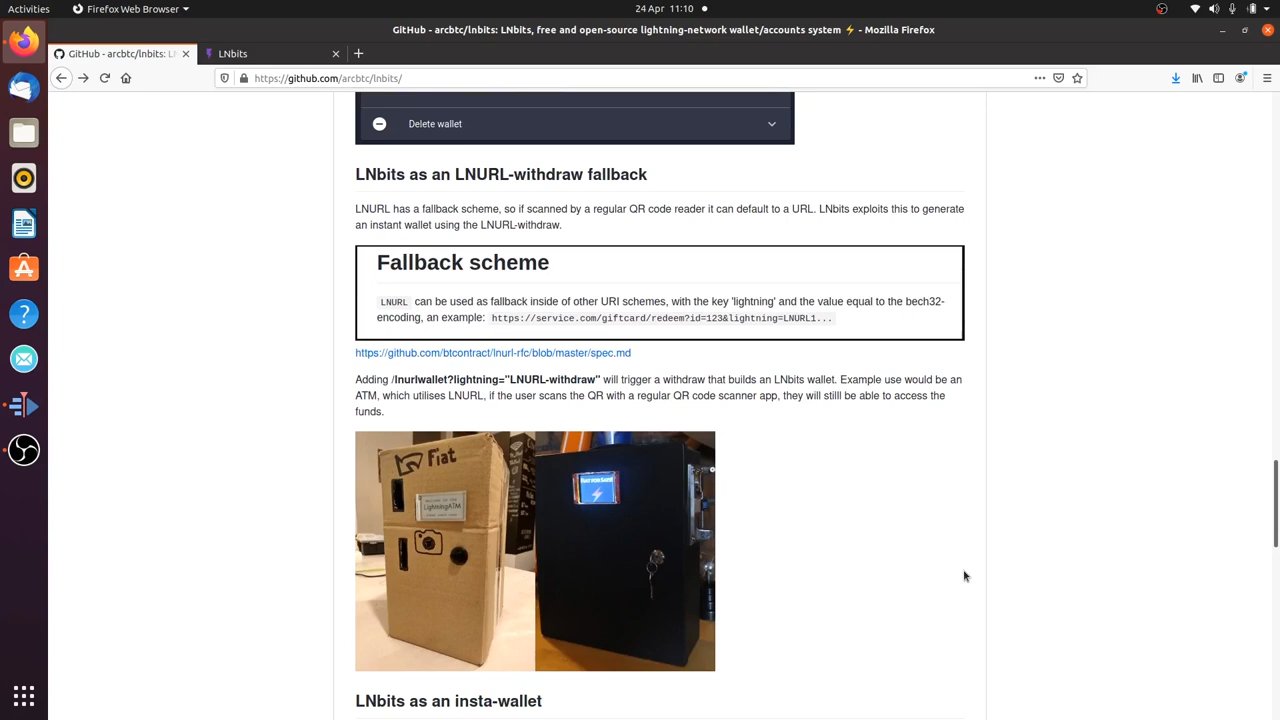 Activities
Firefox Web Browser
24 Apr 11:10
GitHub - arcbtc/lnbits: LNbits, free and open-source lightning-network wallet/accounts system ⚡ - Mozilla Firefox
GitHub - arcbtc/lnbits: LN
LNbits
https://github.com/arcbtc/lnbits/
Delete wallet
LNbits as an LNURL-withdraw fallback
LNURL has a fallback scheme, so if scanned by a regular QR code reader it can default to a URL. LNbits exploits this to generate
an instant wallet using the LNURL-withdraw.
Fallback scheme
LNURL can be used as fallback inside of other URI schemes, with the key 'lightning' and the value equal to the bech32-
encoding, an example: https://service.com/giftcard/redeem?id=123&lightning=LNURL1...
https://github.com/btcontract/lnurl-rfc/blob/master/spec.md
Adding /lnurlwallet?lightning="LNURL-withdraw" will trigger a withdraw that builds an LNbits wallet. Example use would be an
ATM, which utilises LNURL, if the user scans the QR with a regular QR code scanner app, they will stilll be able to access the
funds.
Fiat
LightningATM
LNbits as an insta-wallet